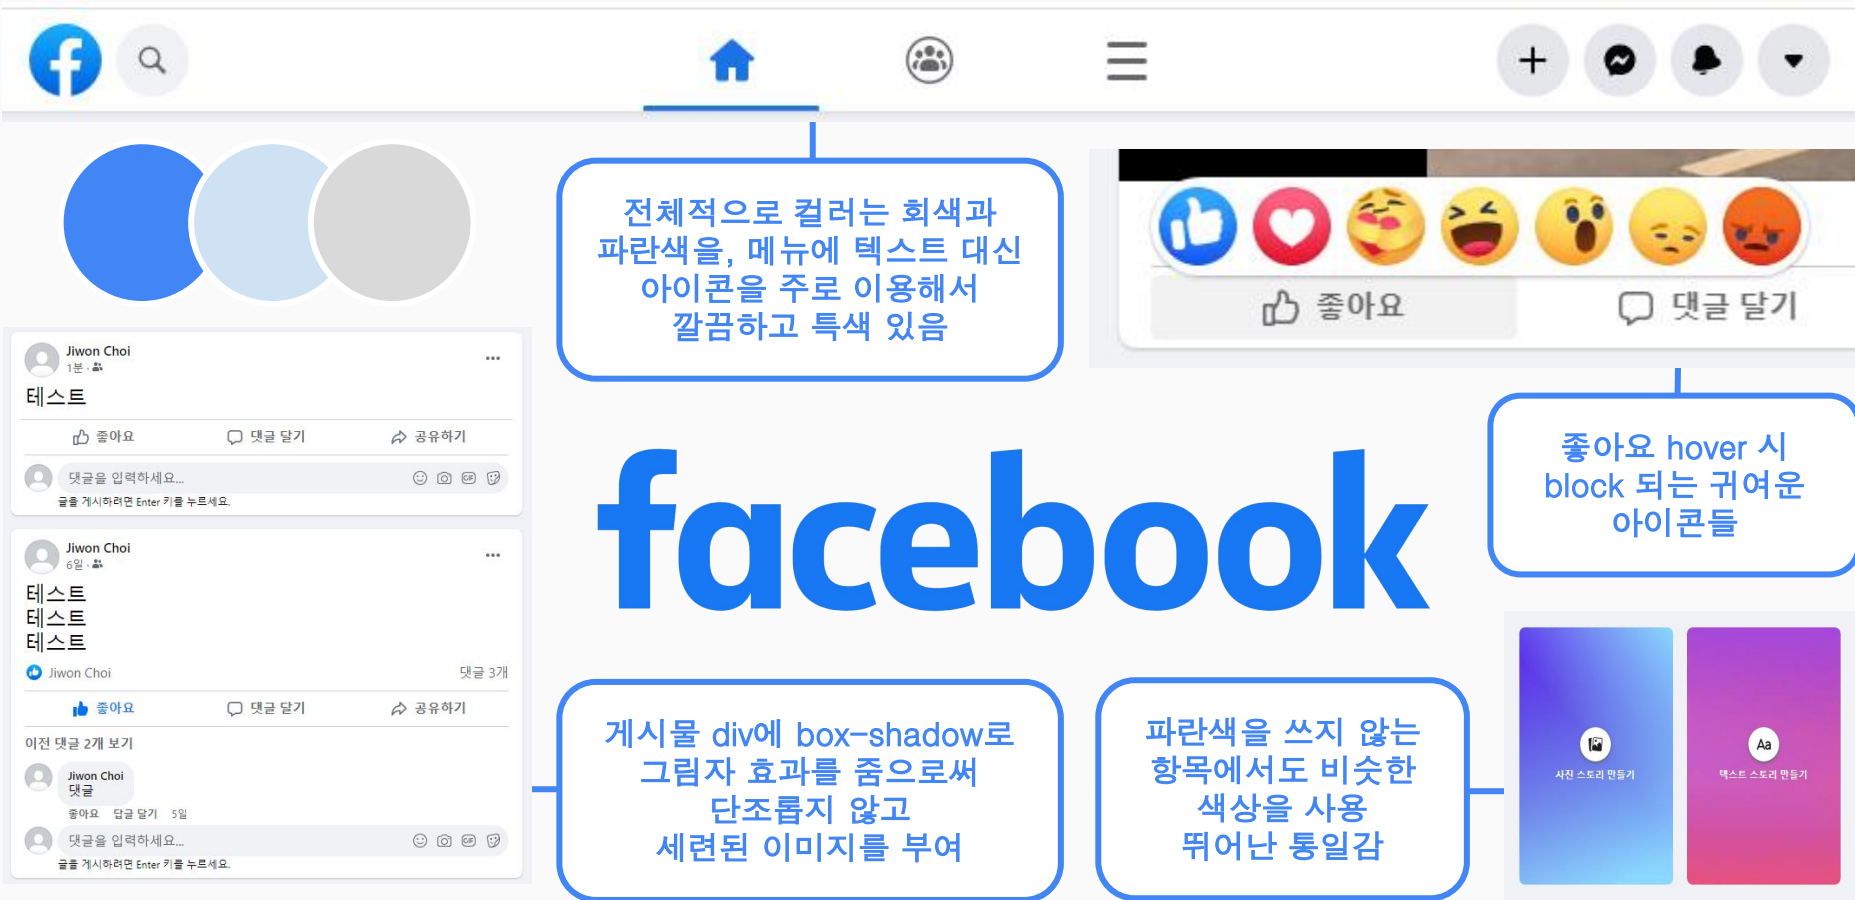 전체적으로 컬러는 회색과
파란색을, 메뉴에 텍스트 대신
아이콘을 주로 이용해서
깔끔하고 특색 있음
좋아요
댓글 달기
Jiwon Choi
1분 ·
테스트
좋아요
댓글 달기
공유하기
댓글을 입력하세요...
GIF
글을 게시하려면 Enter 키를 누르세요.
좋아요 hover 시
block 되는 귀여운
아이콘들
facebook
Jiwon Choi
6일 ·
테스트
테스트
테스트
Jiwon Choi
댓글 3개
좋아요
댓글 달기
공유하기
이전 댓글 2개 보기
Jiwon Choi
댓글
좋아요 답글 달기 5일
댓글을 입력하세요...
GIF
글을 게시하려면 Enter 키를 누르세요.
게시물 div에 box-shadow로
그림자 효과를 줌으로써
단조롭지 않고
세련된 이미지를 부여
파란색을 쓰지 않는
항목에서도 비슷한
색상을 사용
뛰어난 통일감
사진 스토리 만들기
Aa
텍스트 스토리 만들기